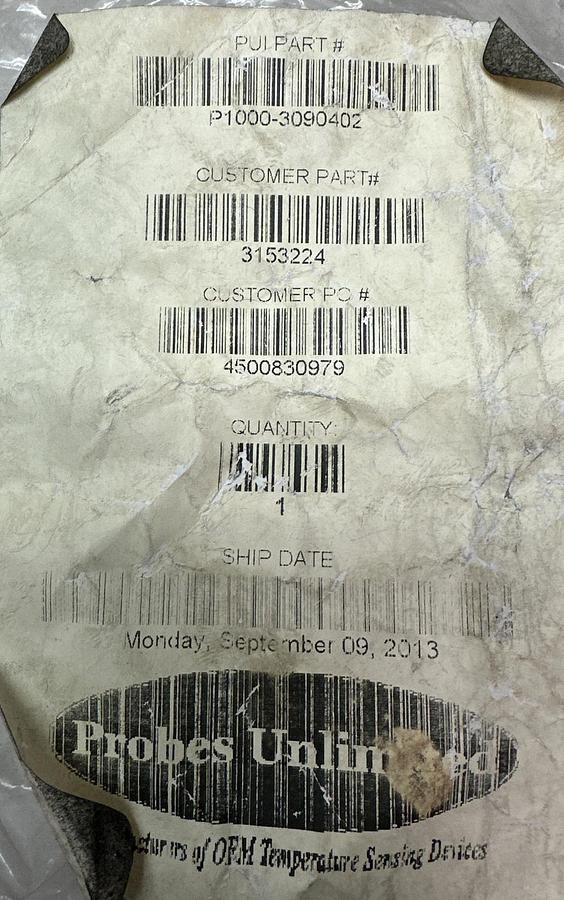 PUI PART #
P1000-3090402
CUSTOMER PART#
3153224
CUSTOMER PO #
4500830979
QUANTITY:
1
SHIP DATE
Monday, September 09, 2013
Probes Unlimited
of OEM Temperature Sensing Devices